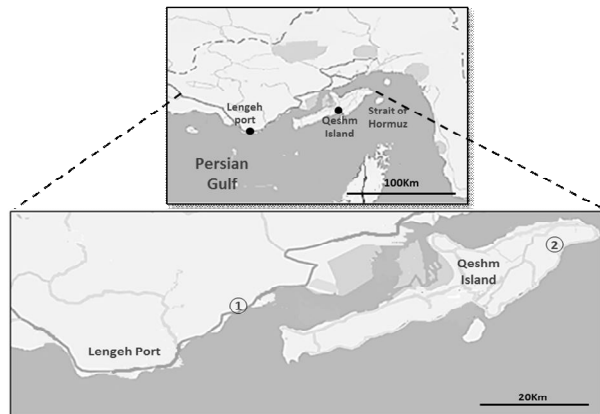 Lengeh
port
Qeshm
Island
Strait of
Hormuz
Persian
Gulf
100Km
2
Qeshm
Island
1
Lengeh Port
20Km